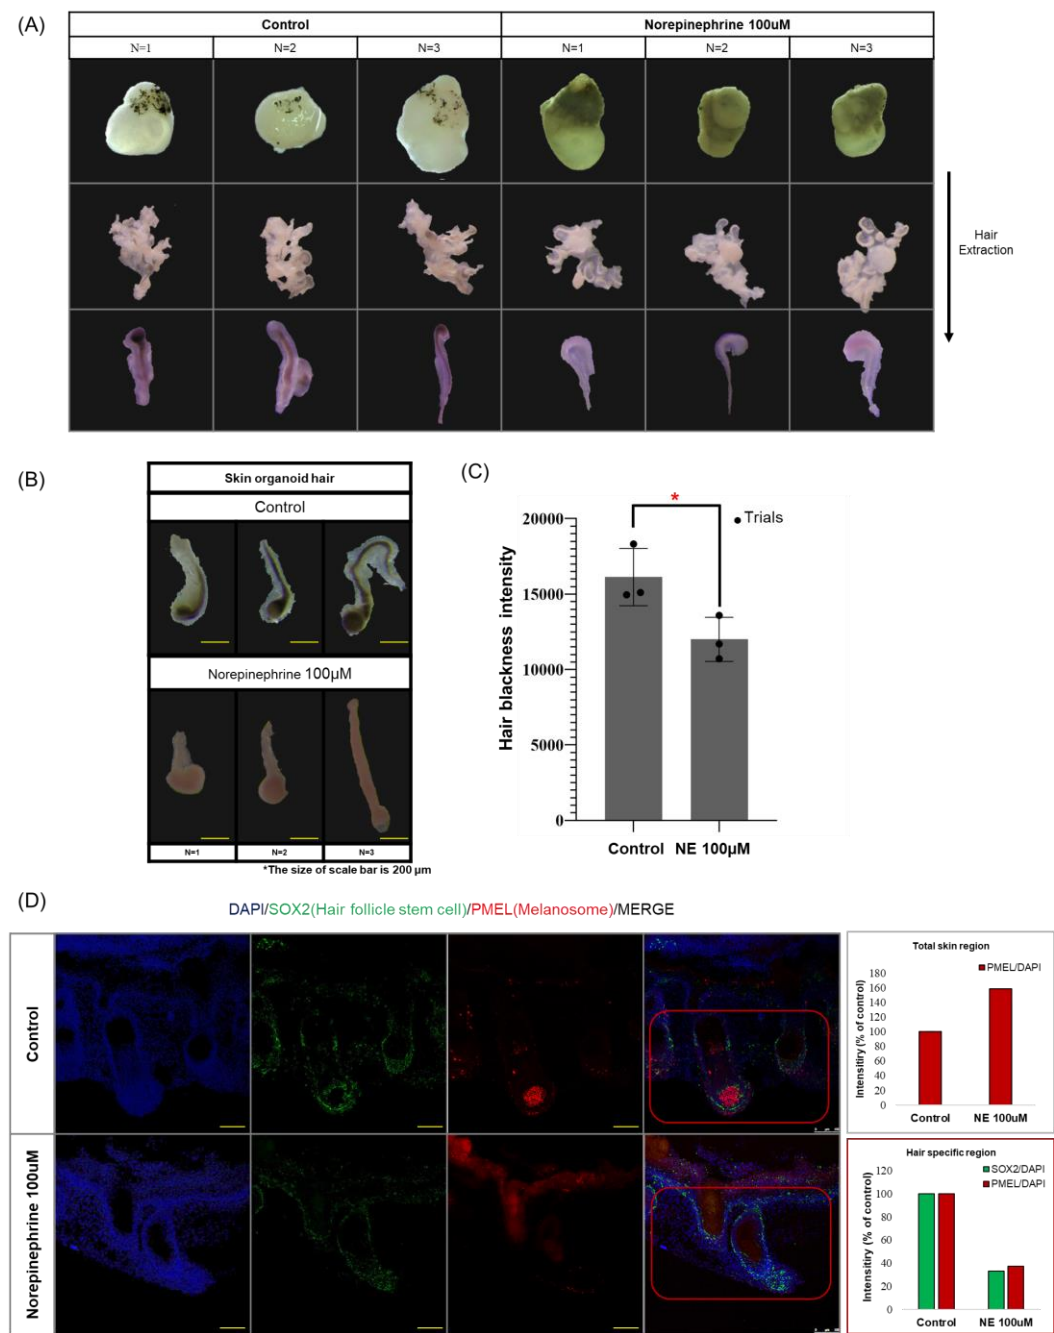 (A)
Control
Norepinephrine 100uM
N=1
N=2
N=3
N=1
N=2
N=3
Hair
Extraction
(B)
Skin organoid hair
Control
Norepinephrine 100μM
N=1
N=2
N=3
*The size of scale bar is 200 μm
(C)
Hair blackness intensity
20000
15000
10000
5000
0
*
Trials
Control
NE 100μM
(D)
DAPI/SOX2(Hair follicle stem cell)/PMEL(Melanosome)/MERGE
Control
Norepinephrine 100uM
Total skin region
PMEL/DAPI
Intensitiry (% of control)
180
160
140
120
100
80
60
40
20
0
Control
NE 100uM
Hair specific region
SOX2/DAPI
PMEL/DAPI
Intensitiry (% of control)
120
100
80
60
40
20
0
Control
NE 100uM